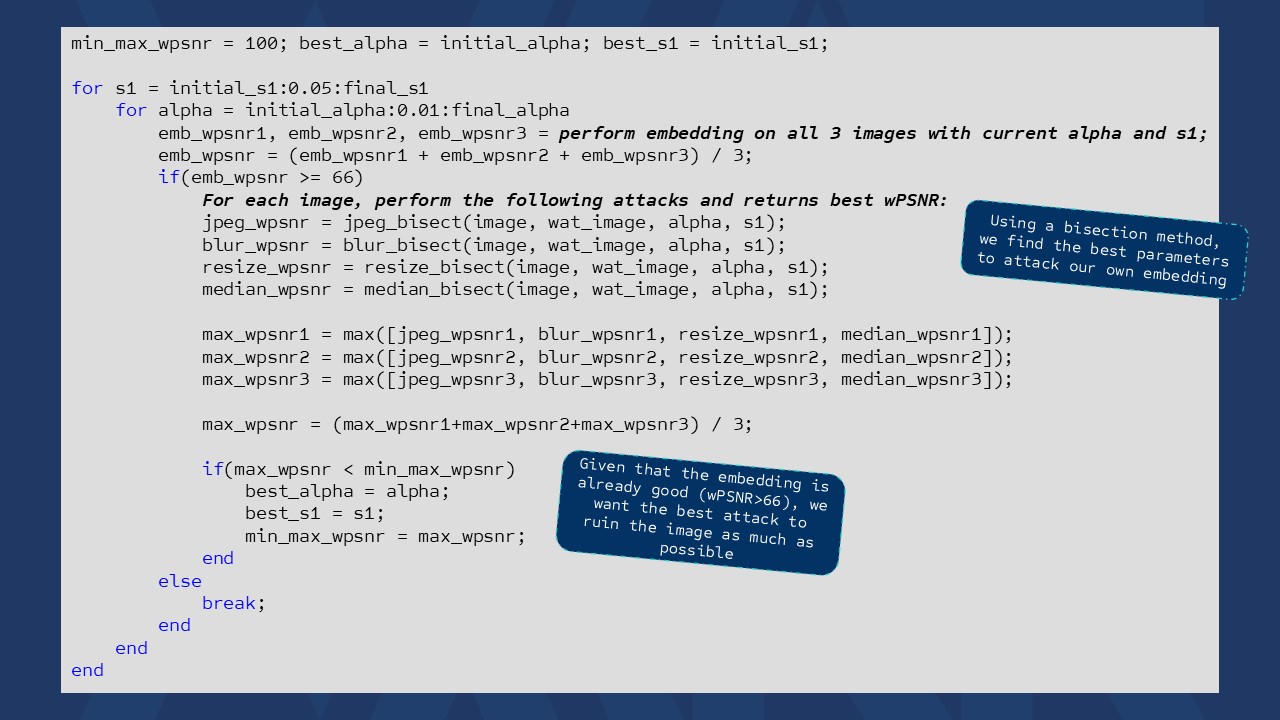 min_max_wpsnr = 100; best_alpha = initial_alpha; best_s1 = initial_s1;
for s1 = initial_s1:0.05:final_s1
for alpha = initial_alpha:0.01:final_alpha
emb_wpsnr1, emb_wpsnr2, emb_wpsnr3 = perform embedding on all 3 images with current alpha and s1;
emb_wpsnr = (emb_wpsnr1 + emb_wpsnr2 + emb_wpsnr3) / 3;
if(emb_wpsnr >= 66)
For each image, perform the following attacks and returns best wPSNR:
jpeg_wpsnr = jpeg_bisect(image, wat_image, alpha, s1);
blur_wpsnr = blur_bisect(image, wat_image, alpha, s1);
resize_wpsnr = resize_bisect(image, wat_image, alpha, s1);
median_wpsnr = median_bisect(image, wat_image, alpha, s1);
Using a bisection method,
we find the best parameters
to attack our own embedding
max_wpsnr1 = max([jpeg_wpsnr1, blur_wpsnr1, resize_wpsnr1, median_wpsnr1]);
max_wpsnr2 = max([jpeg_wpsnr2, blur_wpsnr2, resize_wpsnr2, median_wpsnr2]);
max_wpsnr3 = max([jpeg_wpsnr3, blur_wpsnr3, resize_wpsnr3, median_wpsnr3]);
max_wpsnr = (max_wpsnr1+max_wpsnr2+max_wpsnr3) / 3;
if(max_wpsnr < min_max_wpsnr)
best_alpha = alpha;
best_s1 = s1;
min_max_wpsnr = max_wpsnr;
Given that the embedding is
already good (wPSNR>66), we
want the best attack to
ruin the image as much as
possible
end
else
break;
end
end
end